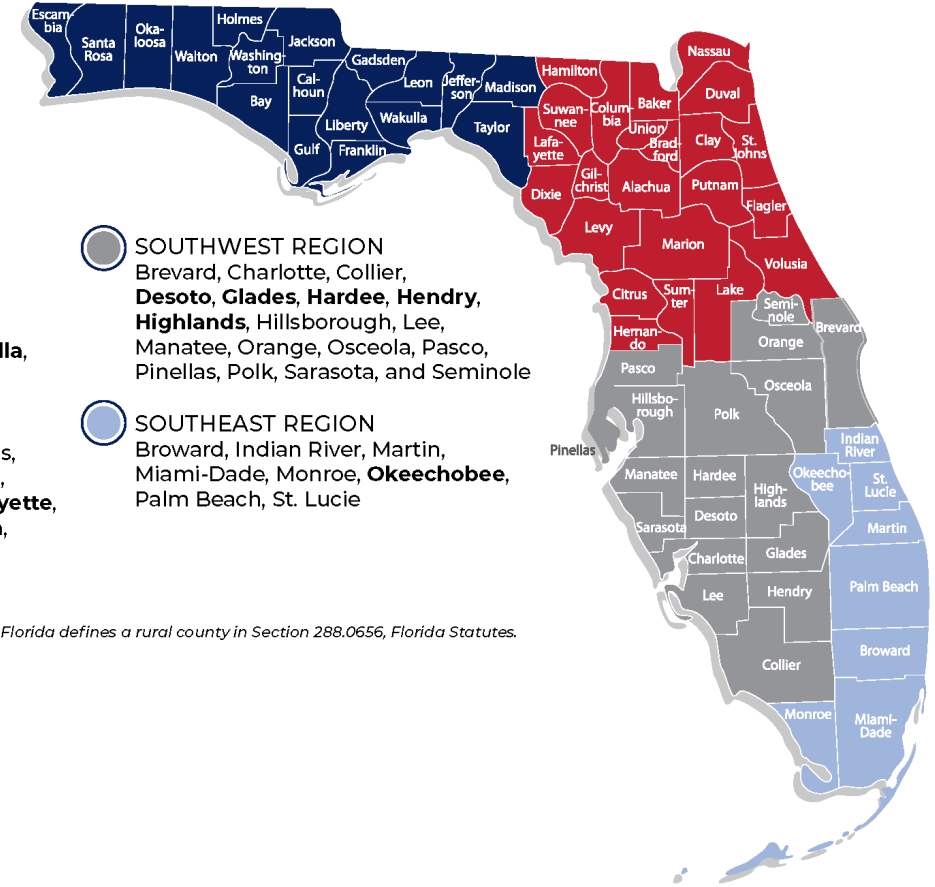 Escam-
bia
Santa
Rosa
Oka-
loosa
Walton
Holmes
Washing-
ton
Jackson
Bay
Cal-
houn
Gulf
Liberty
Franklin
Gadsden
Leon
Wakulla
Jeffer-
son
Madison
Taylor
Hamilton
Suwan-
nee
Lafa-
yette
Dixie
Colum-
bia
Gil-
christ
Baker
Union
Brad-
ford
Alachua
Levy
Nassau
Duval
Clay
St.
Johns
Putnam
Flagler
Marion
Volusia
Citrus
Sum-
ter
Lake
Hernan-
do
SOUTHWEST REGION
Brevard, Charlotte, Collier,
Desoto, Glades, Hardee, Hendry,
Highlands, Hillsborough, Lee,
Manatee, Orange, Osceola, Pasco,
Pinellas, Polk, Sarasota, and Seminole
lla,
SOUTHEAST REGION
Broward, Indian River, Martin,
Miami-Dade, Monroe, Okeechobee,
Palm Beach, St. Lucie
s,
,
yette,
,
Florida defines a rural county in Section 288.0656, Florida Statutes.
Semi-
nole
Orange
Brevard
Pasco
Hillsbo-
rough
Pinellas
Polk
Osceola
Indian
River
Manatee
Hardee
High-
lands
Okeecho-
bee
St.
Lucie
Sarasota
Desoto
Martin
Charlotte
Glades
Lee
Hendry
Palm Beach
Collier
Broward
Monroe
Miami-
Dade